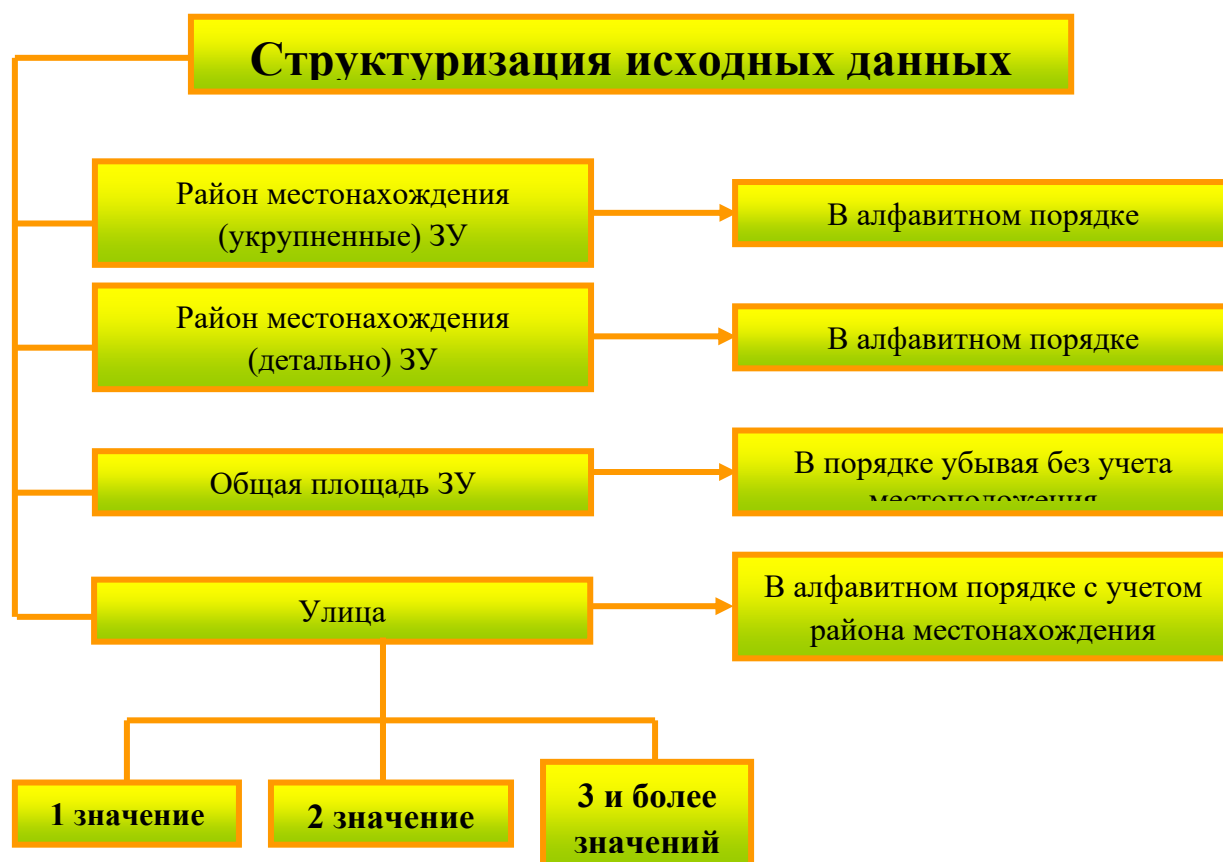 Структуризация исходных данных
Район местонахождения
(укрупненные) ЗУ
В алфавитном порядке
Район местонахождения
(детально) ЗУ
В алфавитном порядке
Общая площадь ЗУ
В порядке убывая без учета
местоположения
Улица
В алфавитном порядке с учетом
района местонахождения
1 значение
2 значение
3 и более
значений